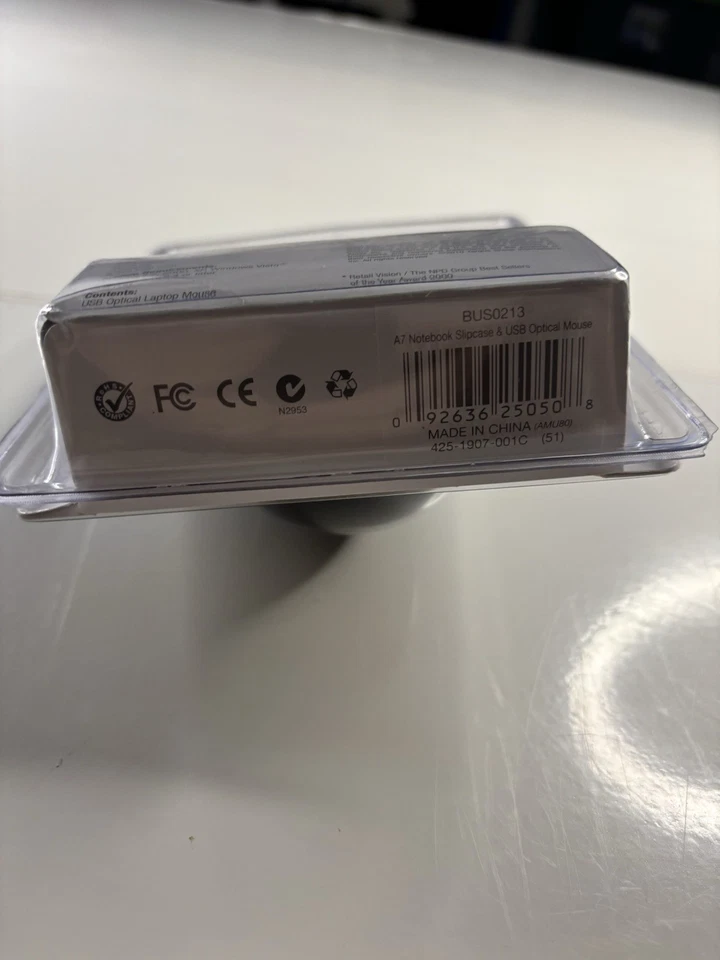 Contents:
USB Optical Laptop Mouse
* Retail Vision / The NPD Group Best Sellers
of the Year Award
BUS0213
A7 Notebook Slipcase & USB Optical Mouse
RoHS
COMPLIANT
FC
CE
N2953
0 92636 25050 8
MADE IN CHINA (AMU80)
425-1907-001C (51)